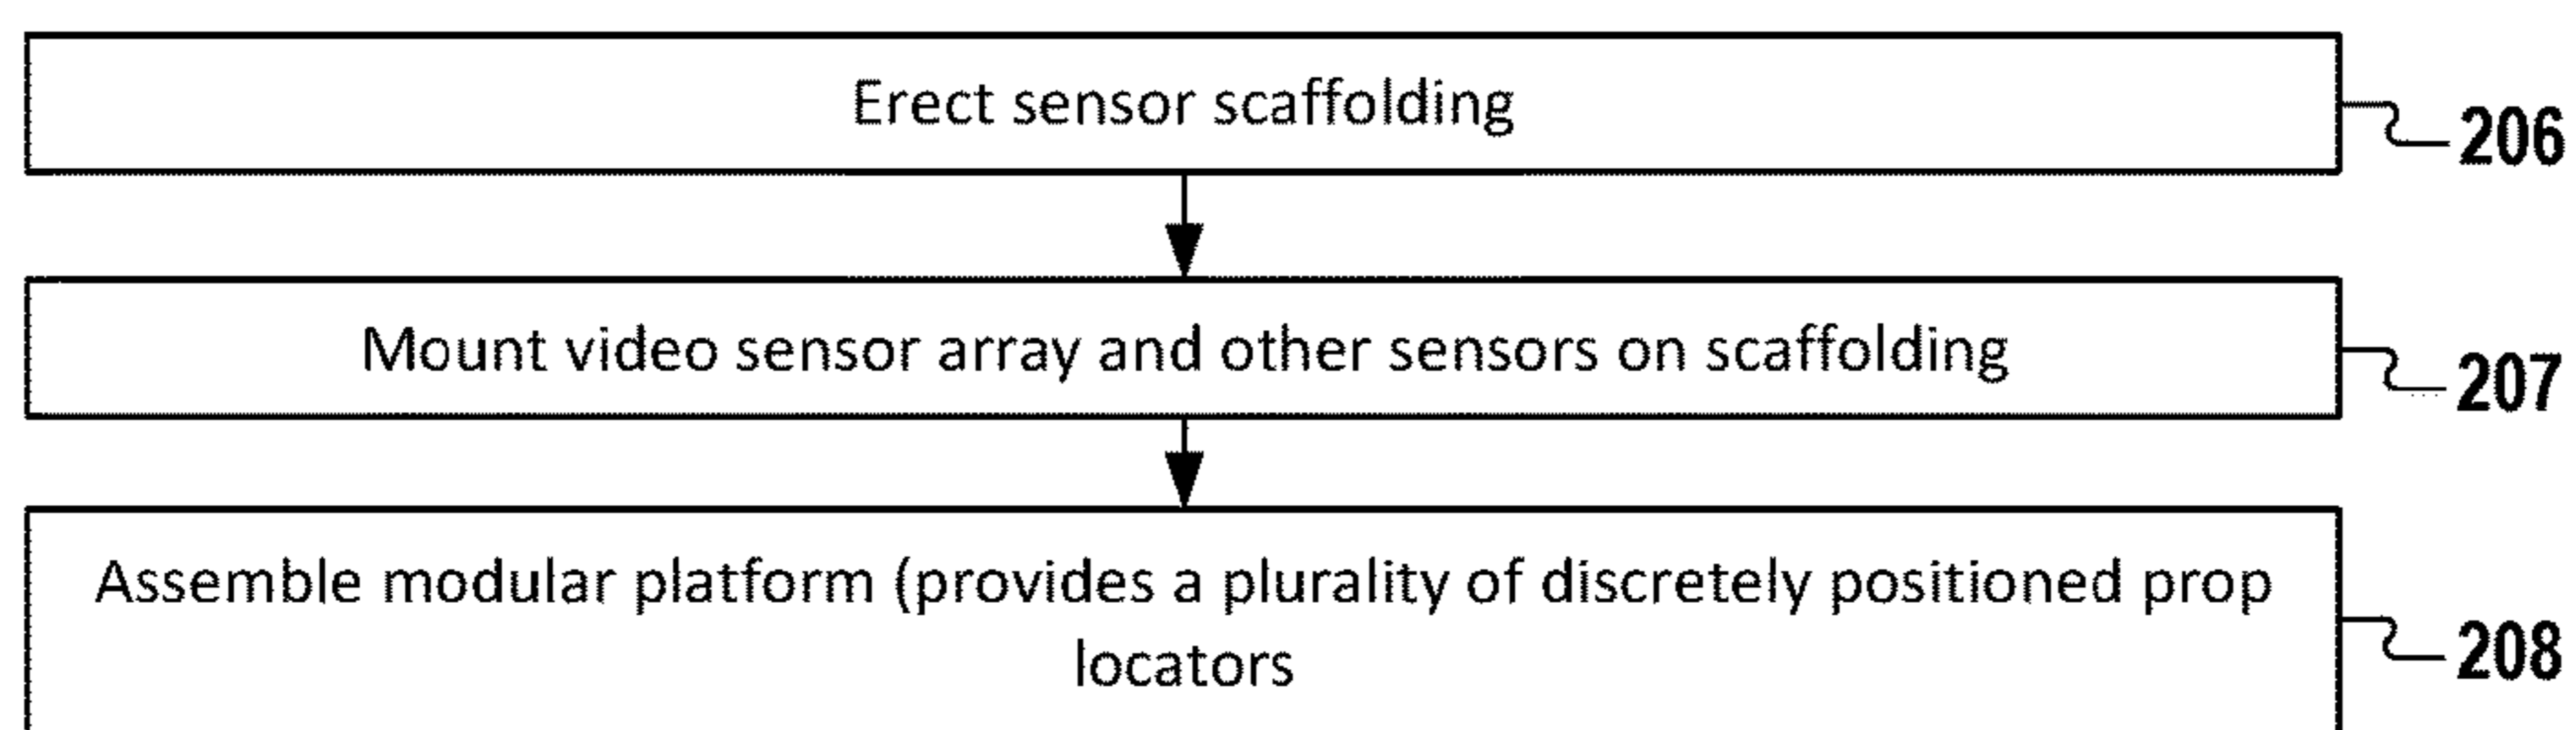 Erect sensor scaffolding
206
Mount video sensor array and other sensors on scaffolding
207
Assemble modular platform (provides a plurality of discretely positioned prop
locators
208